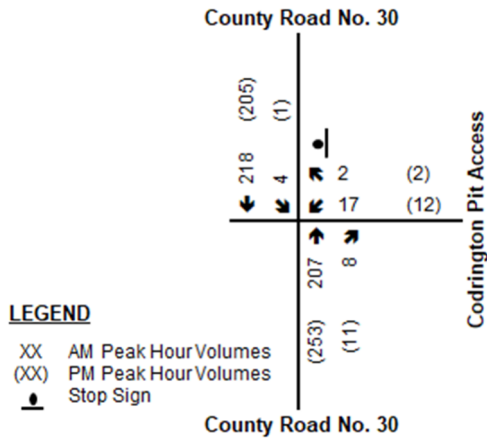 County Road No. 30
(205)
(1)
218
4
2
(2)
17
(12)
Codrington Pit Access
207
8
(253)
(11)
LEGEND
XX AM Peak Hour Volumes
(XX) PM Peak Hour Volumes
Stop Sign
County Road No. 30